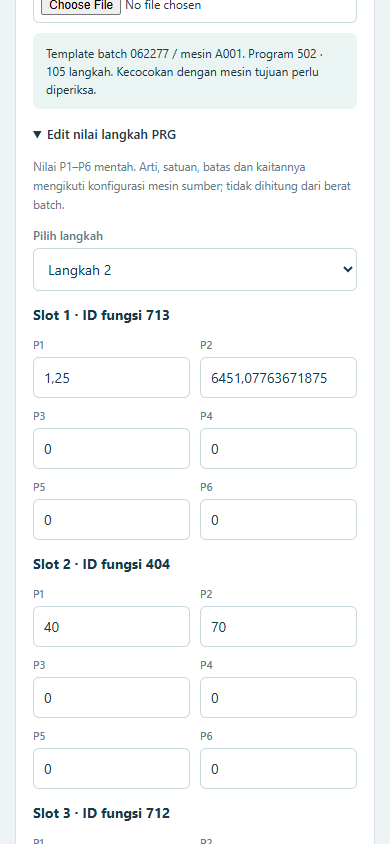 Choose File No file chosen
Template batch 062277 / mesin A001. Program 502 ·
105 langkah. Kecocokan dengan mesin tujuan perlu
diperiksa.
▼ Edit nilai langkah PRG
Nilai P1–P6 mentah. Arti, satuan, batas dan kaitannya
mengikuti konfigurasi mesin sumber; tidak dihitung dari berat
batch.
Pilih langkah
Langkah 2
Slot 1 · ID fungsi 713
P1 P2
1,25 6451,07763671875
P3 P4
0 0
P5 P6
0 0
Slot 2 · ID fungsi 404
P1 P2
40 70
P3 P4
0 0
P5 P6
0 0
Slot 3 · ID fungsi 712
P1 P2